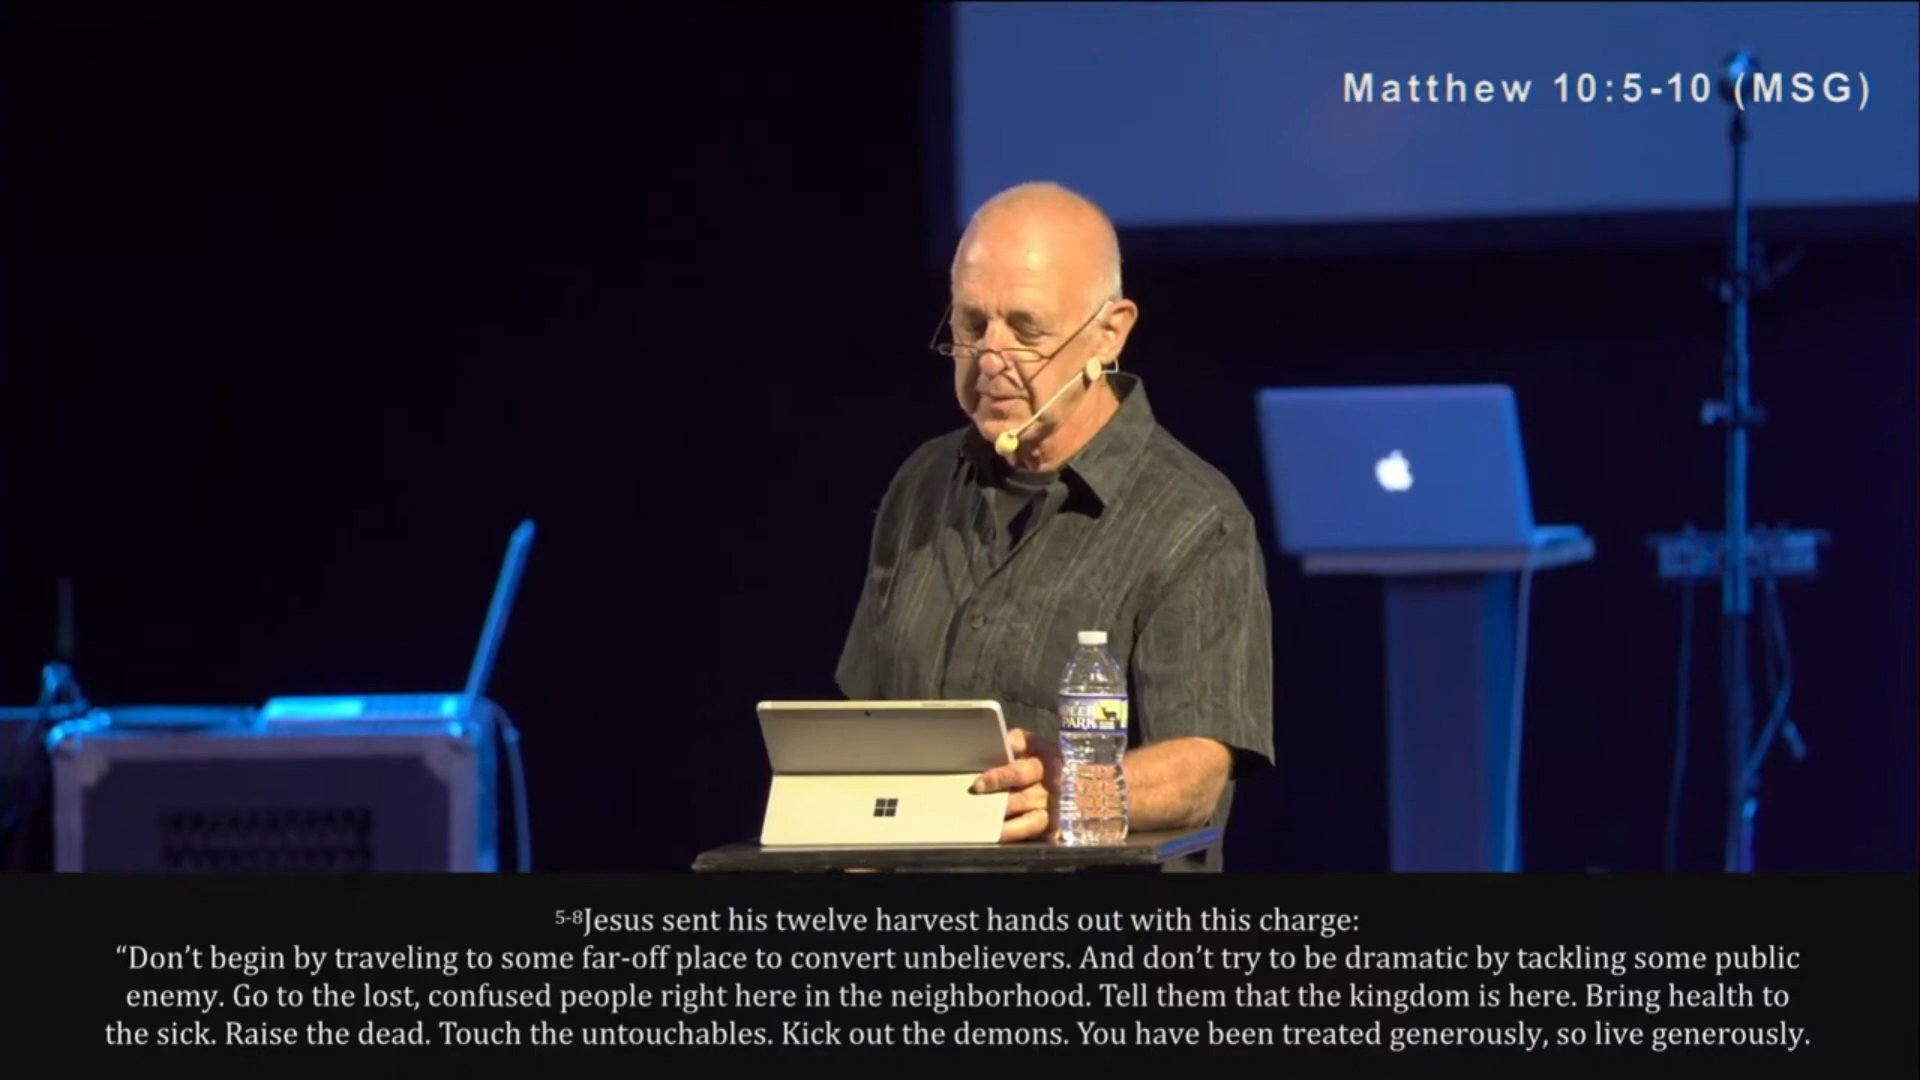 Matthew 10:5-10 (MSG)
DEER
PARK
5-8Jesus sent his twelve harvest hands out with this charge:
“Don’t begin by traveling to some far-off place to convert unbelievers. And don’t try to be dramatic by tackling some public
enemy. Go to the lost, confused people right here in the neighborhood. Tell them that the kingdom is here. Bring health to
the sick. Raise the dead. Touch the untouchables. Kick out the demons. You have been treated generously, so live generously.